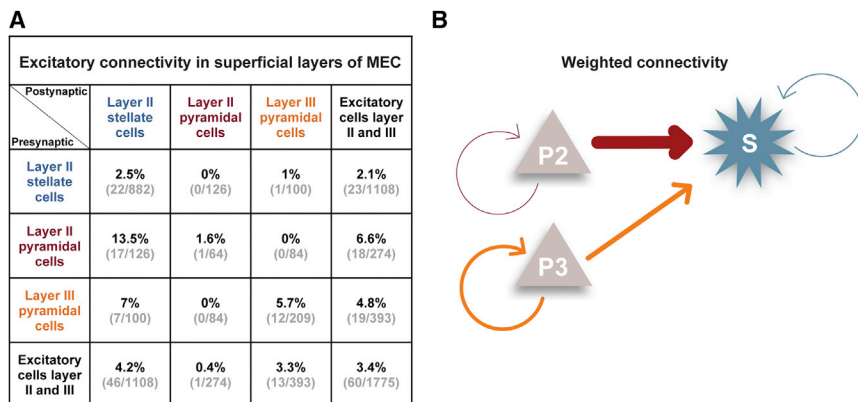 A
Excitatory connectivity in superficial layers of MEC
Postynaptic
Presynaptic
Layer II
stellate
cells
Layer II
pyramidal
cells
Layer III
pyramidal
cells
Excitatory
cells layer
II and III
Layer II
stellate
cells
2.5%
(22/882)
0%
(0/126)
1%
(1/100)
2.1%
(23/1108)
Layer II
pyramidal
cells
13.5%
(17/126)
1.6%
(1/64)
0%
(0/84)
6.6%
(18/274)
Layer III
pyramidal
cells
7%
(7/100)
0%
(0/84)
5.7%
(12/209)
4.8%
(19/393)
Excitatory
cells layer
II and III
4.2%
(46/1108)
0.4%
(1/274)
3.3%
(13/393)
3.4%
(60/1775)
B
Weighted connectivity
P2
S
P3